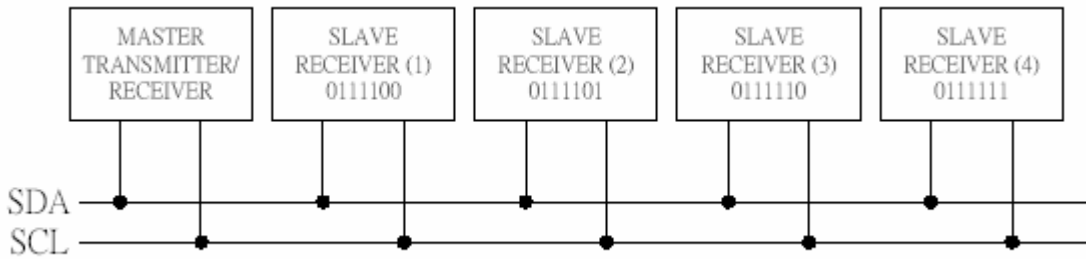 MASTER
TRANSMITTER/
RECEIVER
SLAVE
RECEIVER (1)
0111100
SLAVE
RECEIVER (2)
0111101
SLAVE
RECEIVER (3)
0111110
SLAVE
RECEIVER (4)
0111111
SDA
SCL